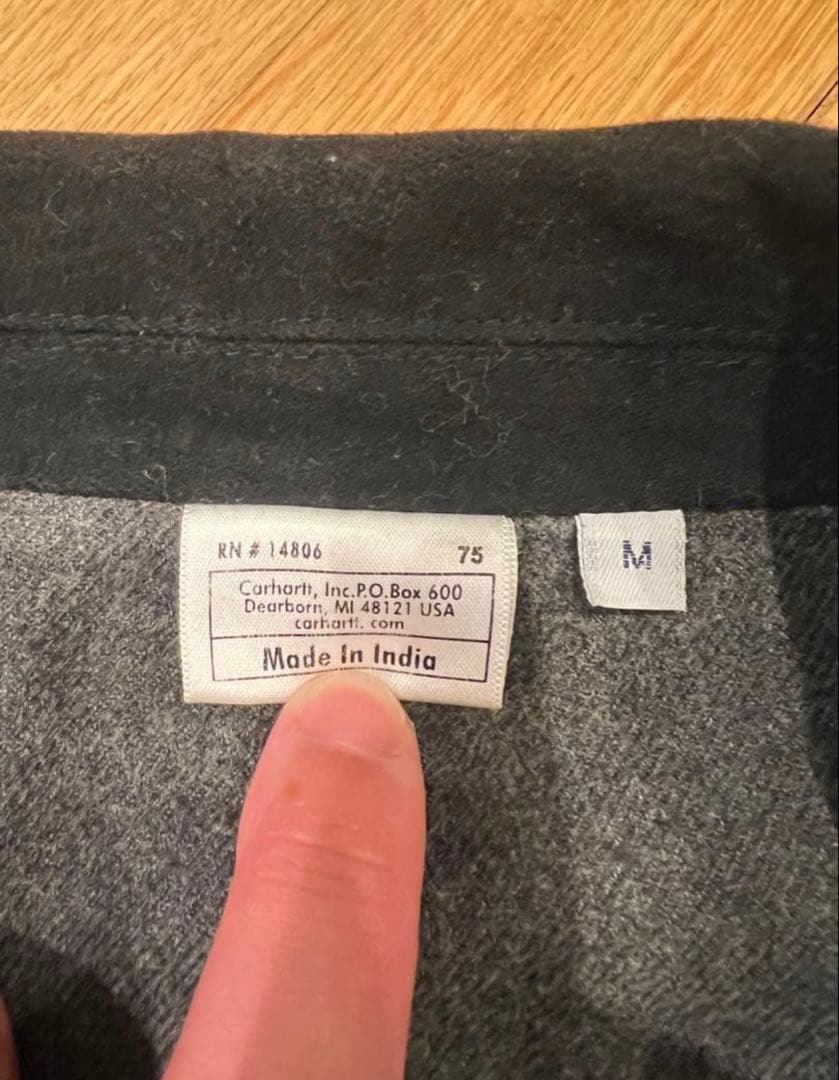 RN # 14806 75
Carhartt, Inc.P.O.Box 600
Dearborn, MI 48121 USA
carhartt. com
Made In India
M